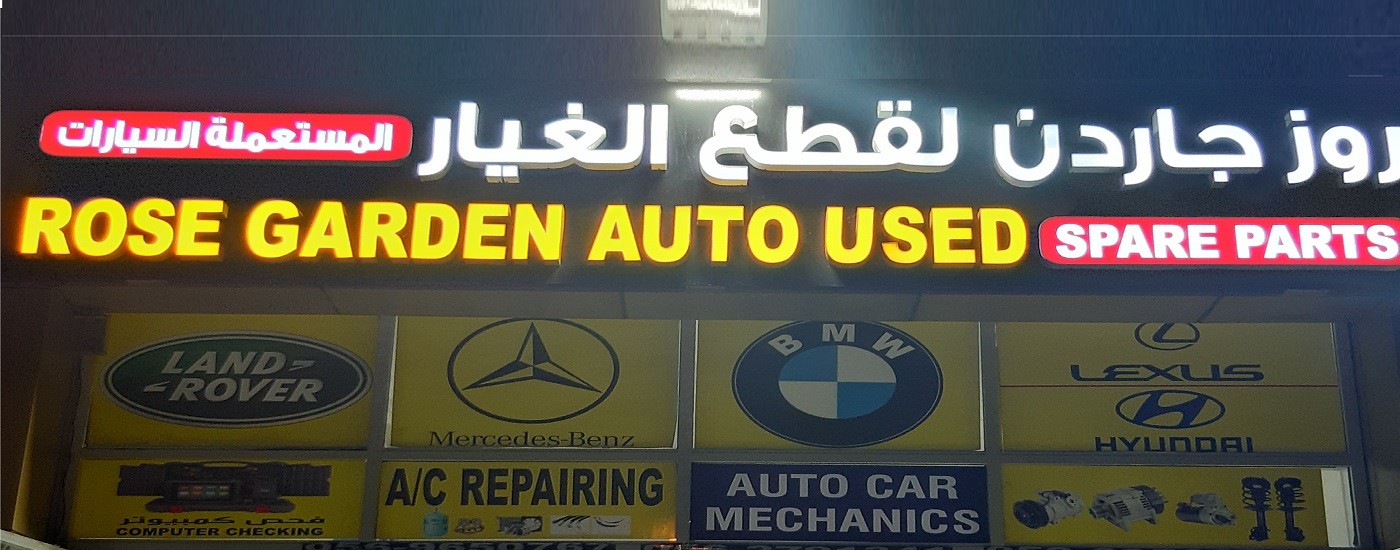 روز جاردن لقطع الغيار المستعملة السيارات
ROSE GARDEN AUTO USED SPARE PARTS
LAND ROVER
Mercedes-Benz
BMW
LEXUS
HYUNDAI
فحص كمبيوتر
COMPUTER CHECKING
A/C REPAIRING
AUTO CAR
MECHANICS